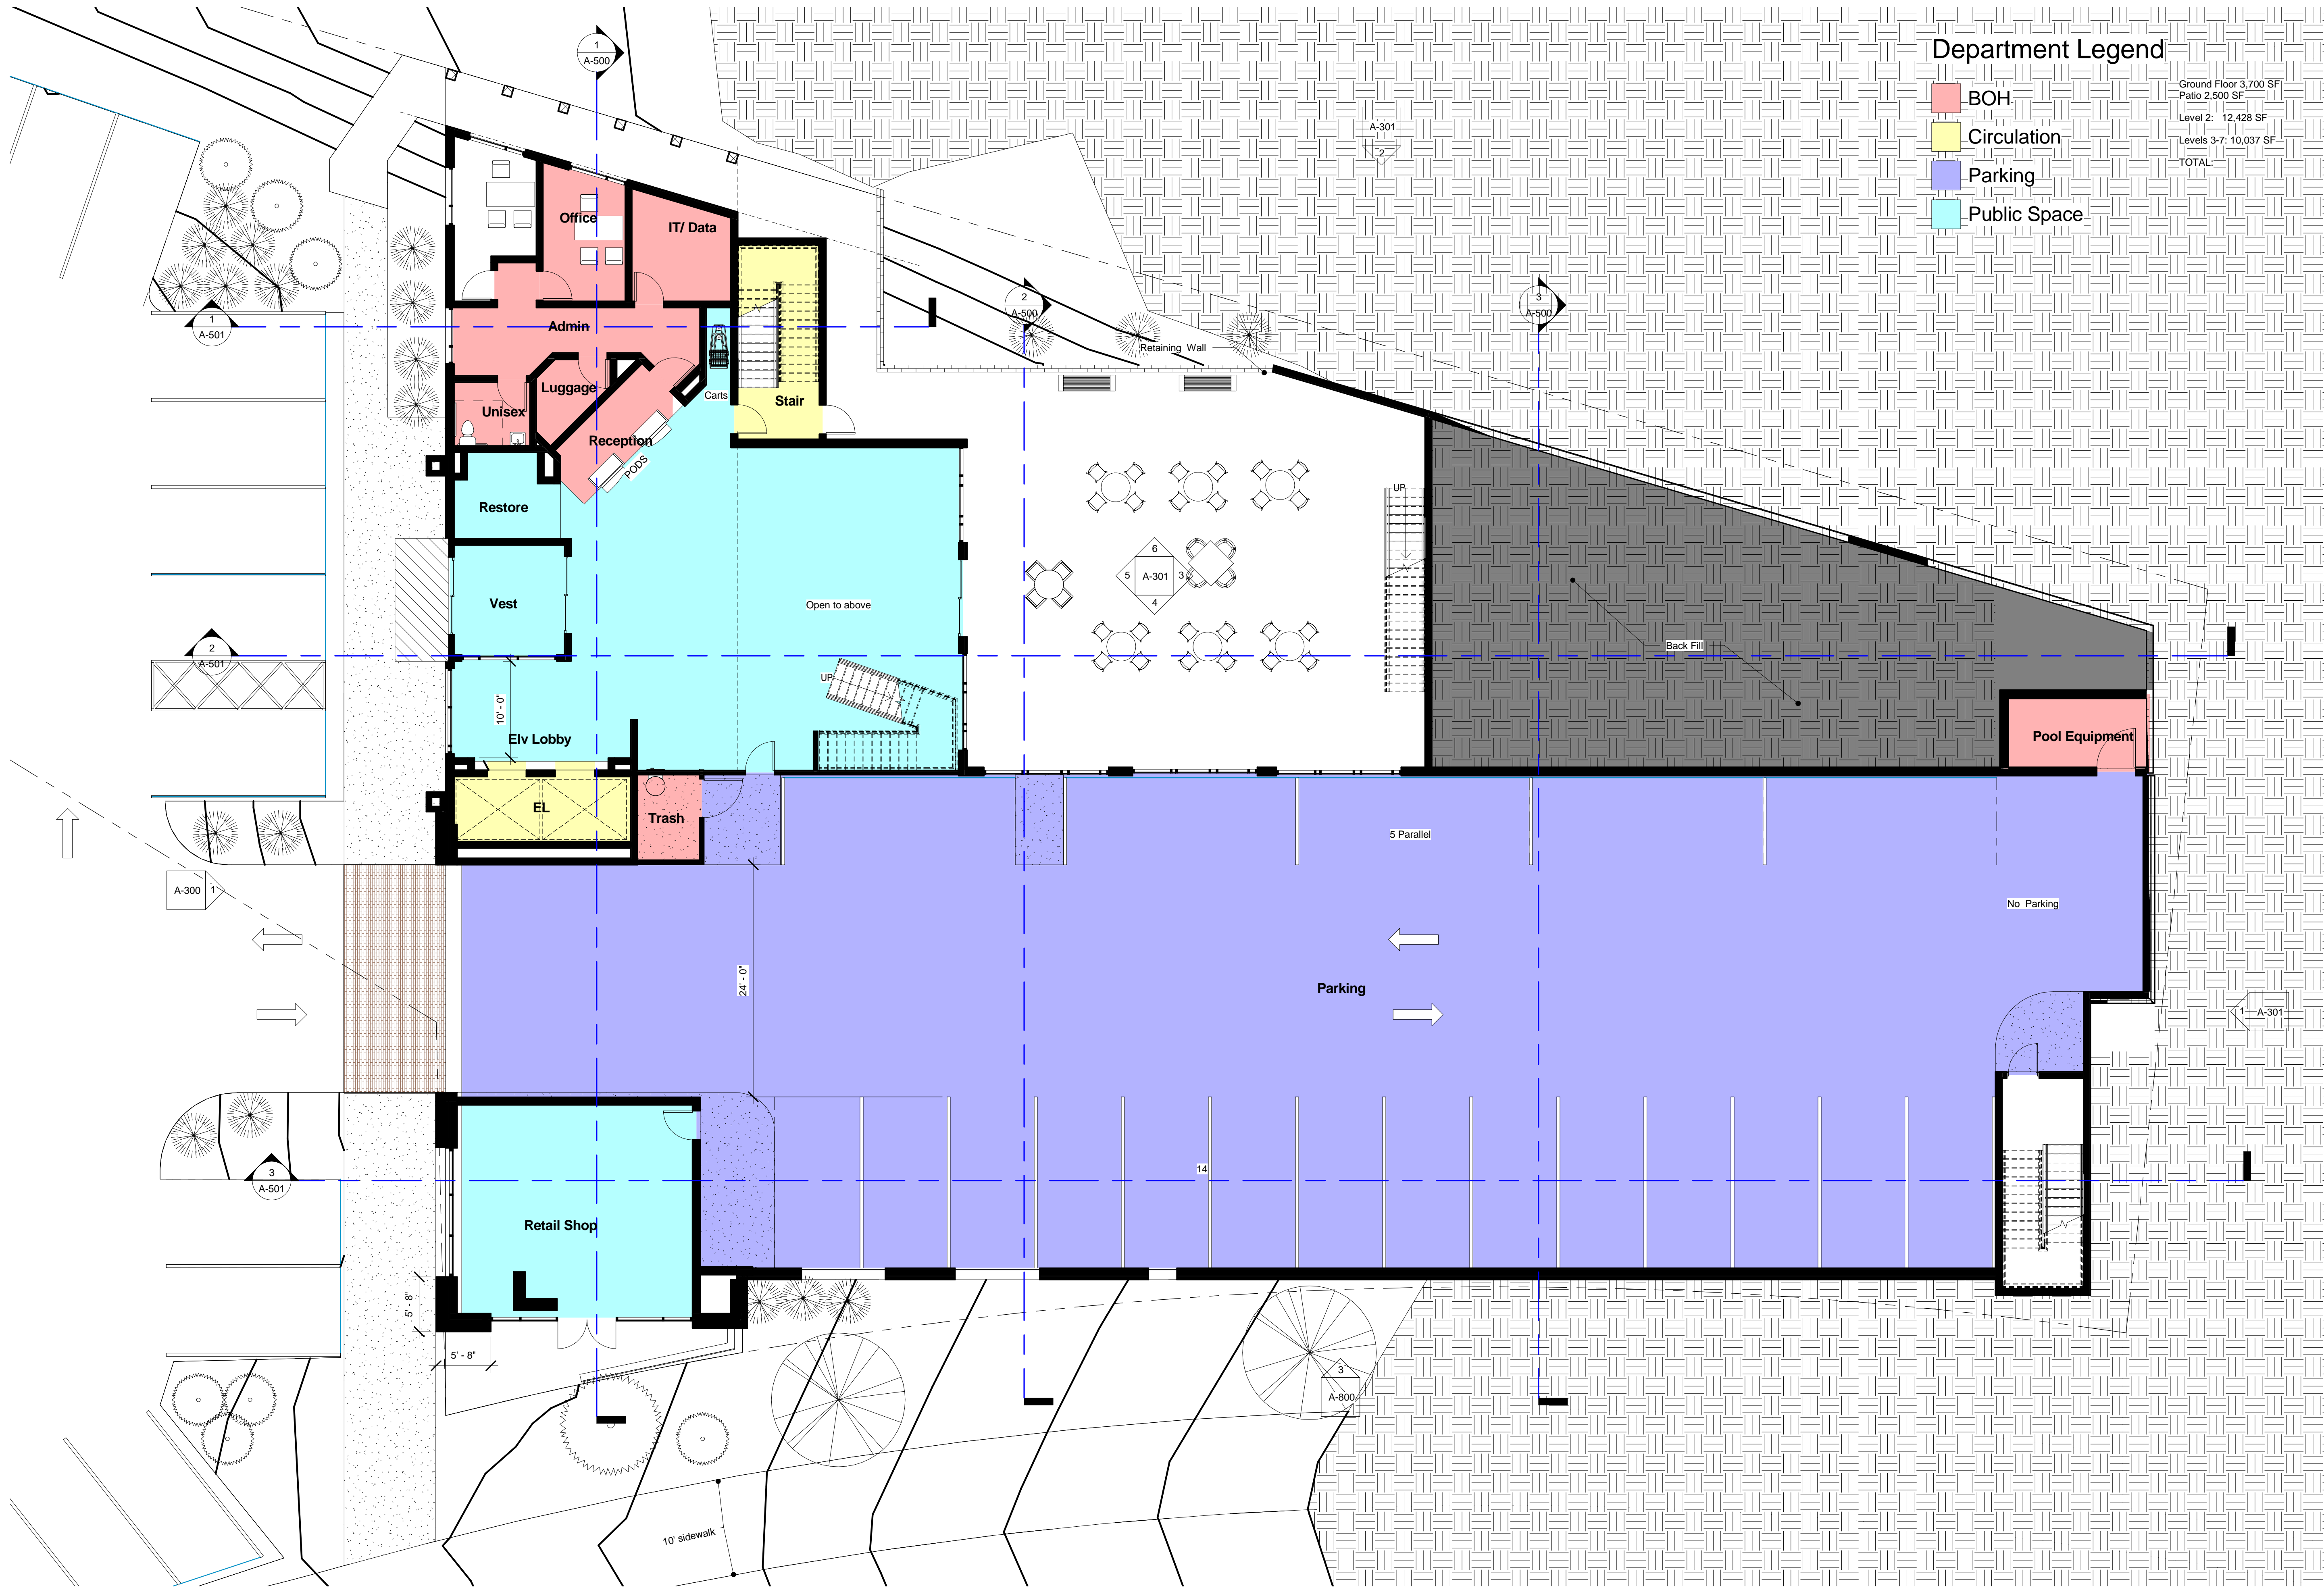 Department Legend
BOH
Circulation
Parking
Public Space
Ground Floor 3,700 SF
Patio 2,500 SF
Level 2: 12,428 SF
Levels 3-7: 10,037 SF
TOTAL:
1
A-500
A-301
2
Office
IT/ Data
2
A-500
3
A-500
1
A-501
Admin
Retaining Wall
Luggage
Carts
Stair
Unisex
Reception
PODS
UP
Restore
6
5
A-301
3
4
Vest
Open to above
2
A-501
Back Fill
UP
10' - 0"
Elv Lobby
Pool Equipment
EL
Trash
5 Parallel
A-300
1
No Parking
24' - 0"
Parking
1
A-301
14
3
A-501
Retail Shop
5' - 8"
5' - 8"
3
A-800
10' sidewalk